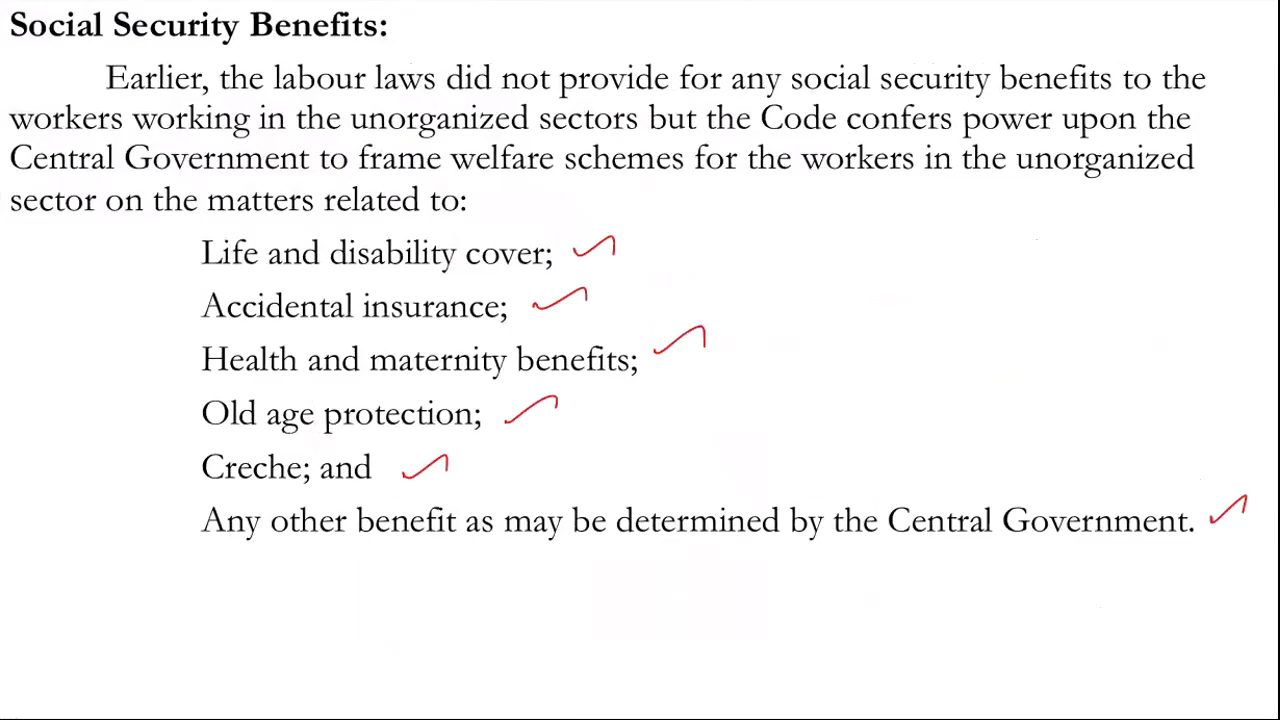 Social Security Benefits:
Earlier, the labour laws did not provide for any social security benefits to the
workers working in the unorganized sectors but the Code confers power upon the
Central Government to frame welfare schemes for the workers in the unorganized
sector on the matters related to:
Life and disability cover;
Accidental insurance;
Health and maternity benefits;
Old age protection;
Creche; and
Any other benefit as may be determined by the Central Government.